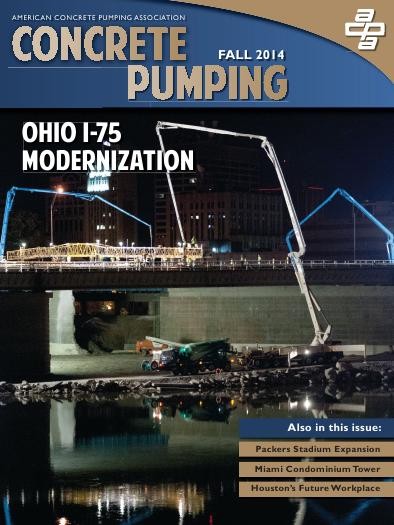 AMERICAN CONCRETE PUMPING ASSOCIATION
CONCRETE
PUMPING
FALL 2014
acpa
OHIO I-75
MODERNIZATION
Also in this issue:
Packers Stadium Expansion
Miami Condominium Tower
Houston's Future Workplace